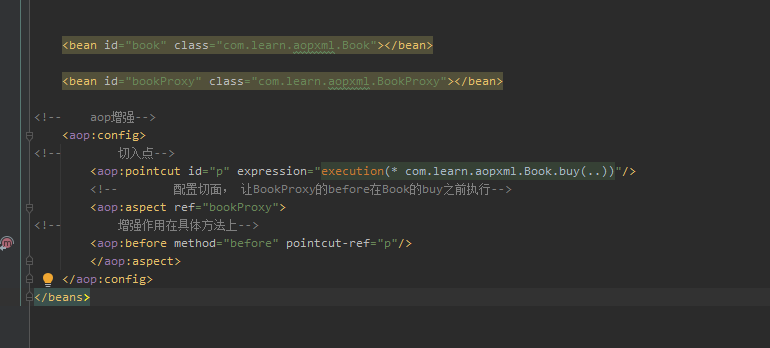 <bean id="book" class="com.learn.aopxml.Book"></bean>
<bean id="bookProxy" class="com.learn.aopxml.BookProxy"></bean>
<!--    aop增强-->
<aop:config>
<!--        切入点-->
<aop:pointcut id="p" expression="execution(* com.learn.aopxml.Book.buy(..))"/>
<!--        配置切面， 让BookProxy的before在Book的buy之前执行-->
<aop:aspect ref="bookProxy">
<!--        增强作用在具体方法上-->
<aop:before method="before" pointcut-ref="p"/>
</aop:aspect>
</aop:config>
</beans>